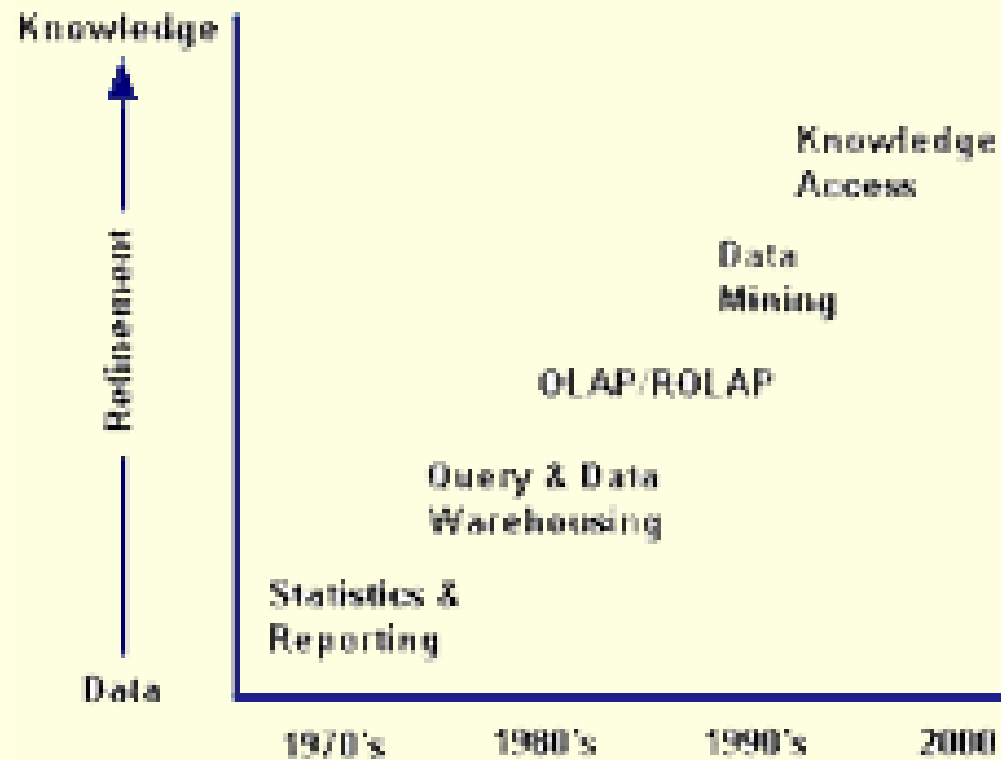 Knowledge
Knowledge
Access
Data
Mining
Refinement
OLAP/ROLAP
Query & Data
Warehousing
Statistics &
Reporting
Data
1970's
1980's
1990's
2000